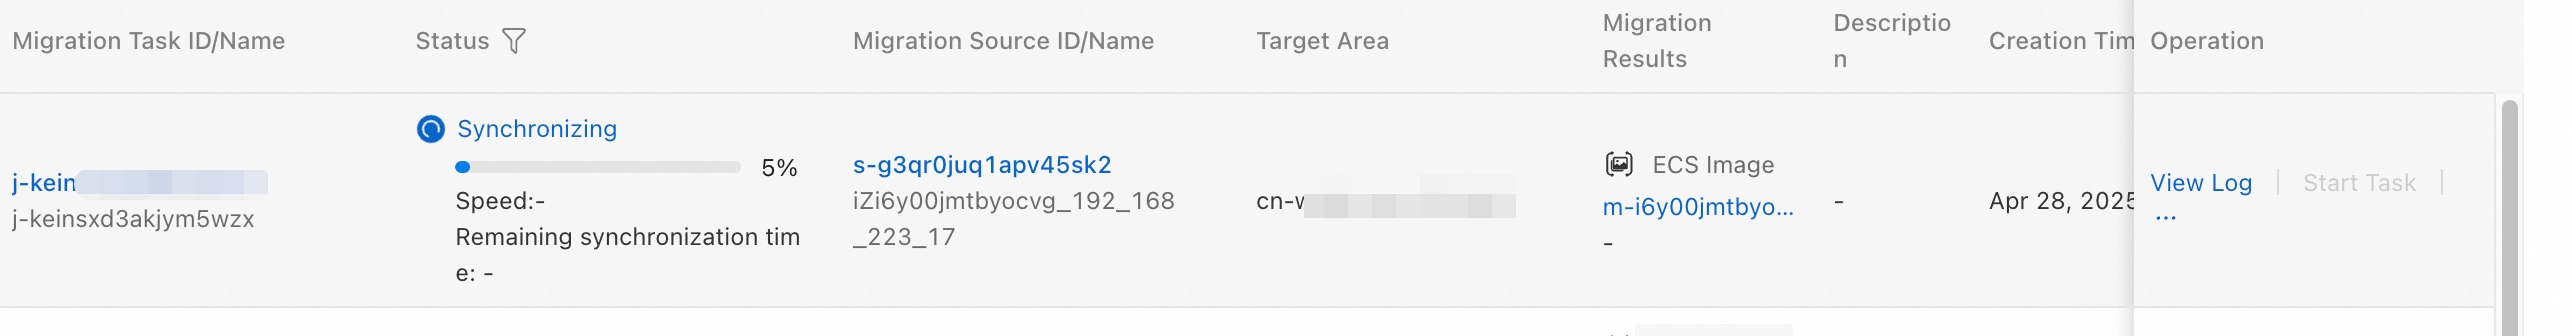 Migration Task ID/Name
Status
Migration Source ID/Name
Target Area
Migration
Results
Descriptio
n
Creation Tim
Operation
j-kein
j-keinsxd3akjym5wzx
Synchronizing
5%
Speed:-
Remaining synchronization tim
e: -
s-g3qr0juq1apv45sk2
iZi6y00jmtbyocvg_192_168
_223_17
cn-w
ECS Image
m-i6y00jmtbyo...
-
-
Apr 28, 2025
View Log
Start Task
...